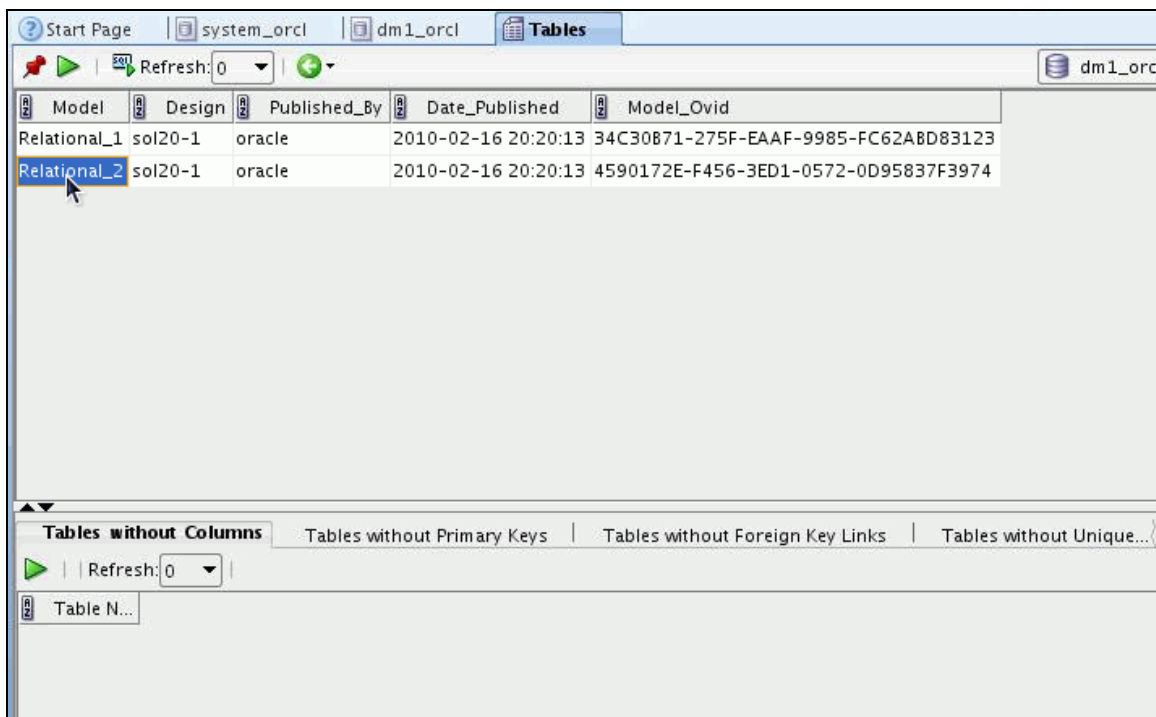 Start Page system_orcl dm1_orcl Tables
Refresh: 0 dm1_orc
Model Design Published_By Date_Published Model_Ovid
Relational_1 sol20-1 oracle 2010-02-16 20:20:13 34C30B71-275F-EAAF-9985-FC62ABD83123
Relational_2 sol20-1 oracle 2010-02-16 20:20:13 4590172E-F456-3ED1-0572-0D95837F3974
Tables without Columns Tables without Primary Keys Tables without Foreign Key Links Tables without Unique...
Refresh: 0
Table N...